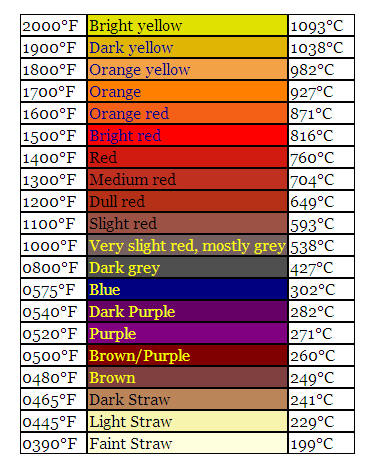 2000°F Bright yellow 1093°C
1900°F Dark yellow 1038°C
1800°F Orange yellow 982°C
1700°F Orange 927°C
1600°F Orange red 871°C
1500°F Bright red 816°C
1400°F Red 760°C
1300°F Medium red 704°C
1200°F Dull red 649°C
1100°F Slight red 593°C
1000°F Very slight red, mostly grey 538°C
0800°F Dark grey 427°C
0575°F Blue 302°C
0540°F Dark Purple 282°C
0520°F Purple 271°C
0500°F Brown/Purple 260°C
0480°F Brown 249°C
0465°F Dark Straw 241°C
0445°F Light Straw 229°C
0390°F Faint Straw 199°C